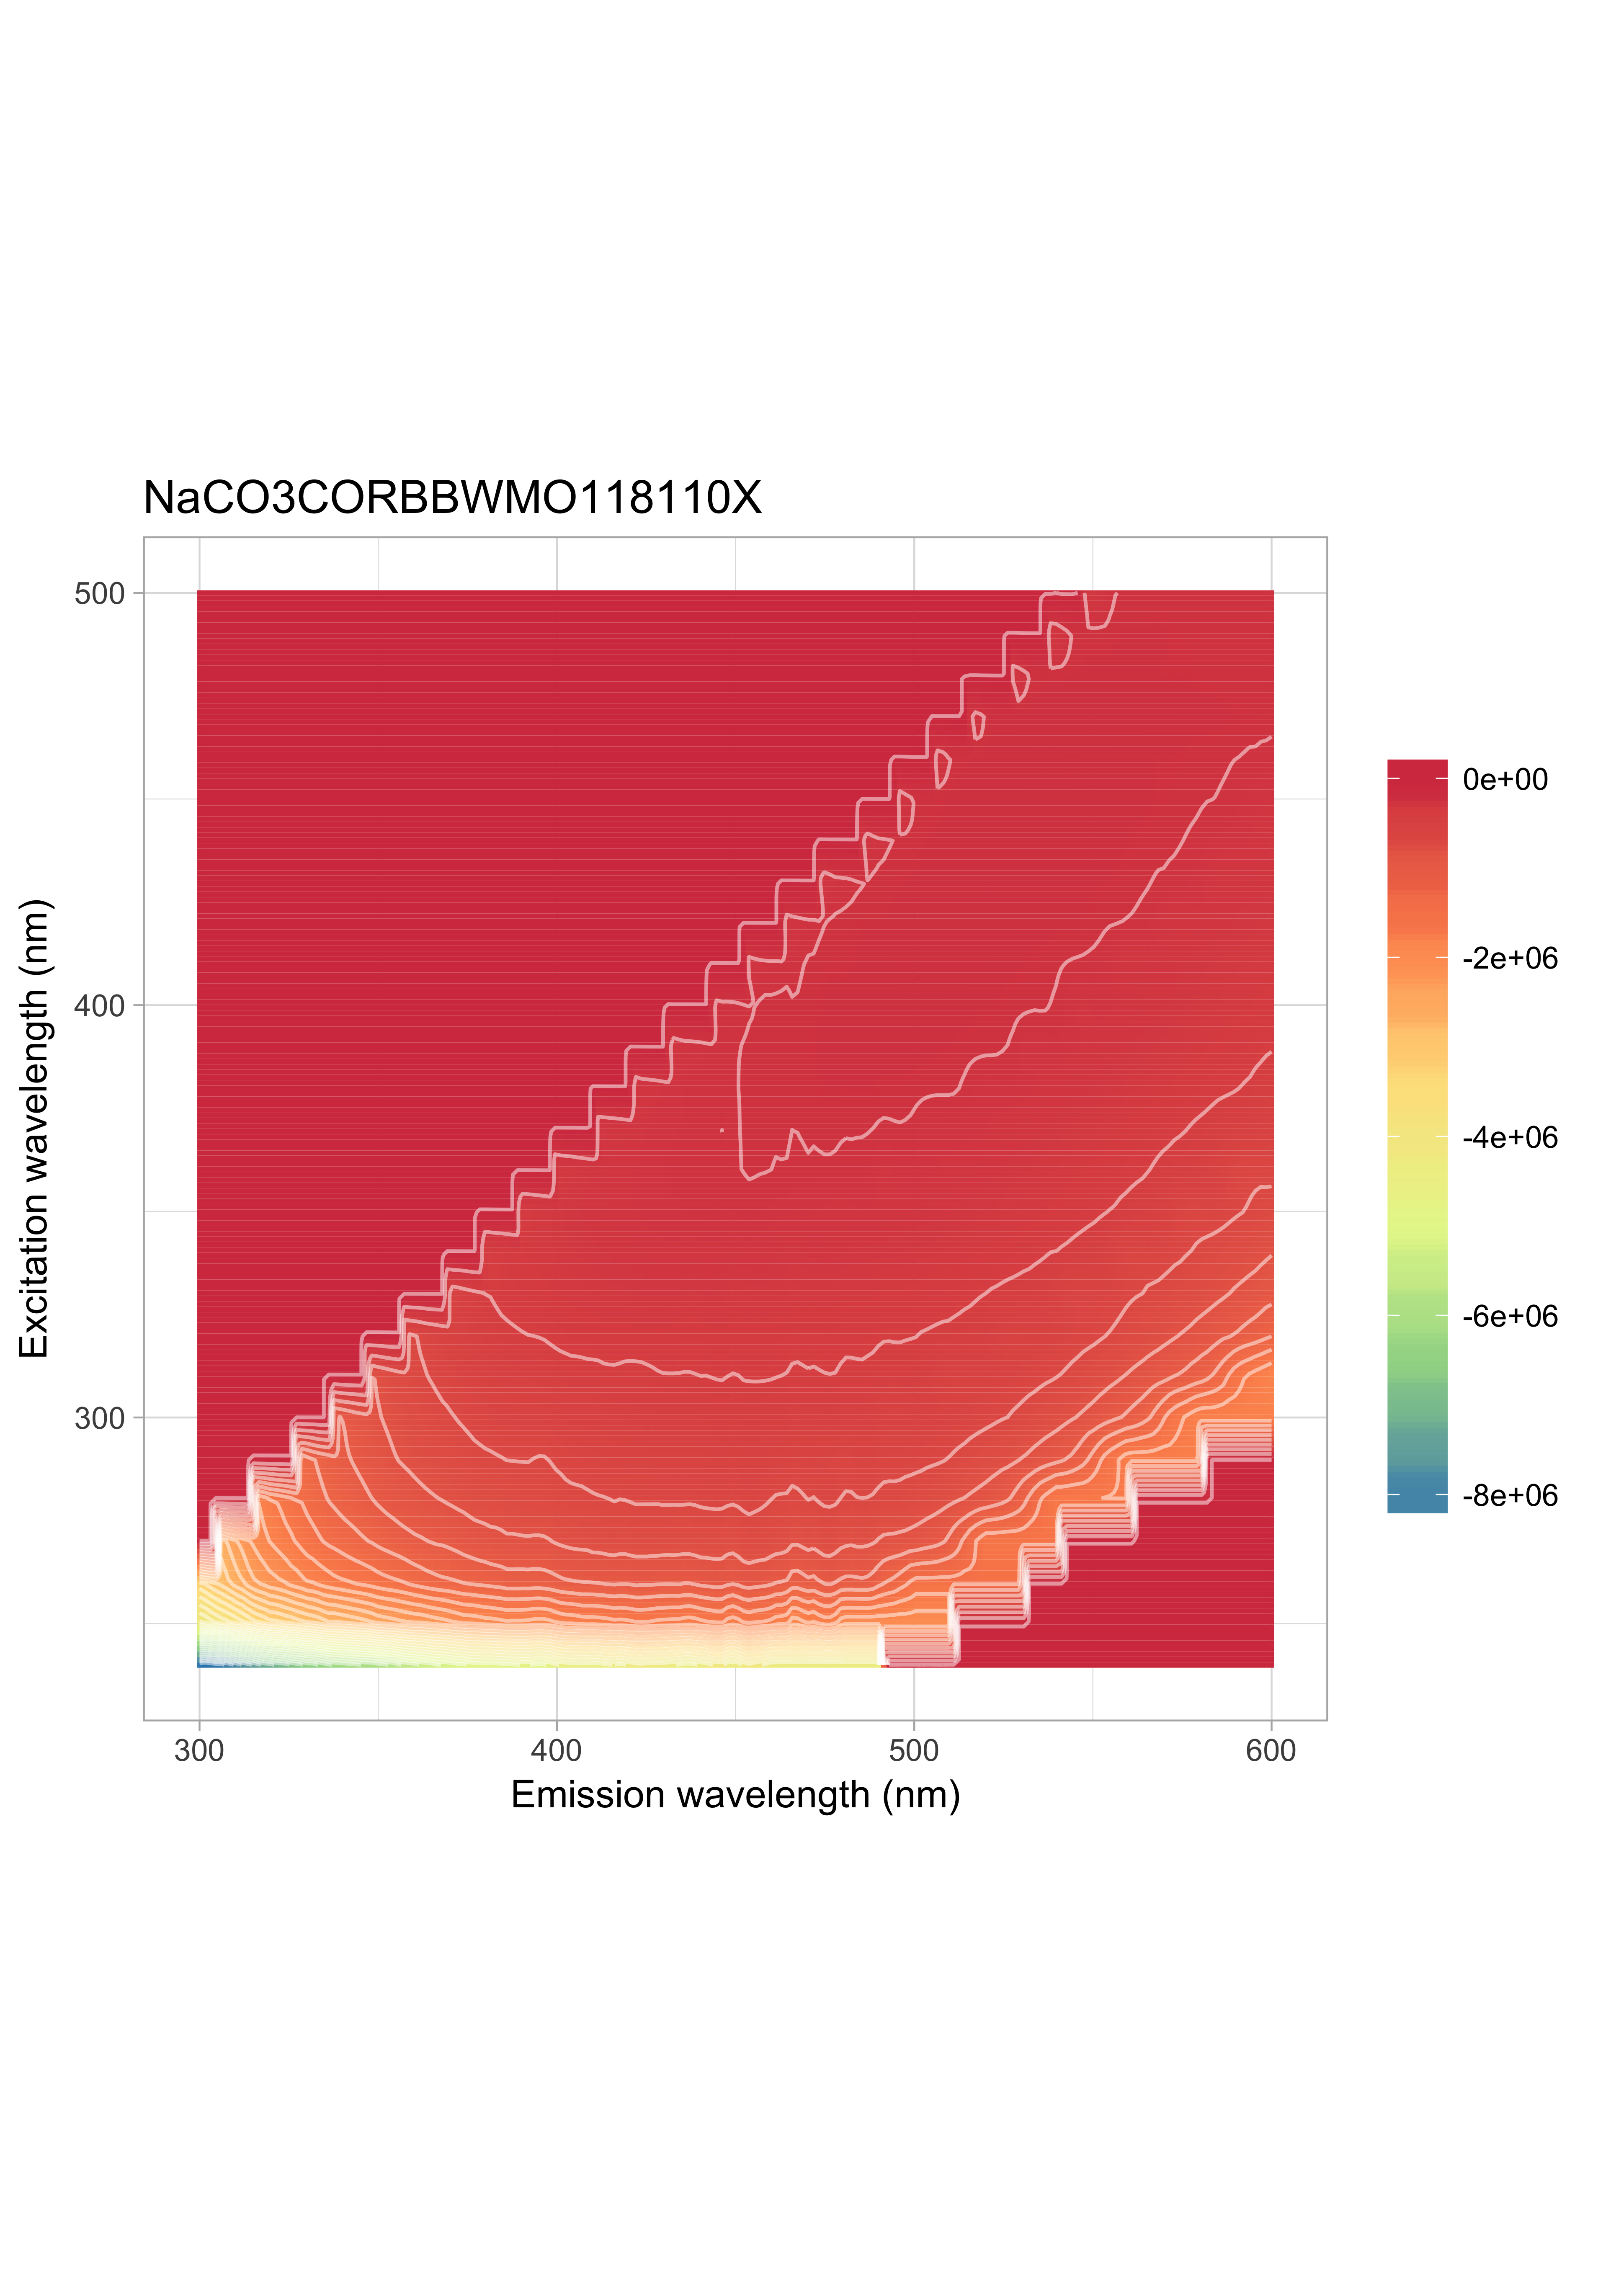 NaCO3CORBBWMO118110X
500
400
300
Excitation wavelength (nm)
300 400 500 600
Emission wavelength (nm)
0e+00
-2e+06
-4e+06
-6e+06
-8e+06